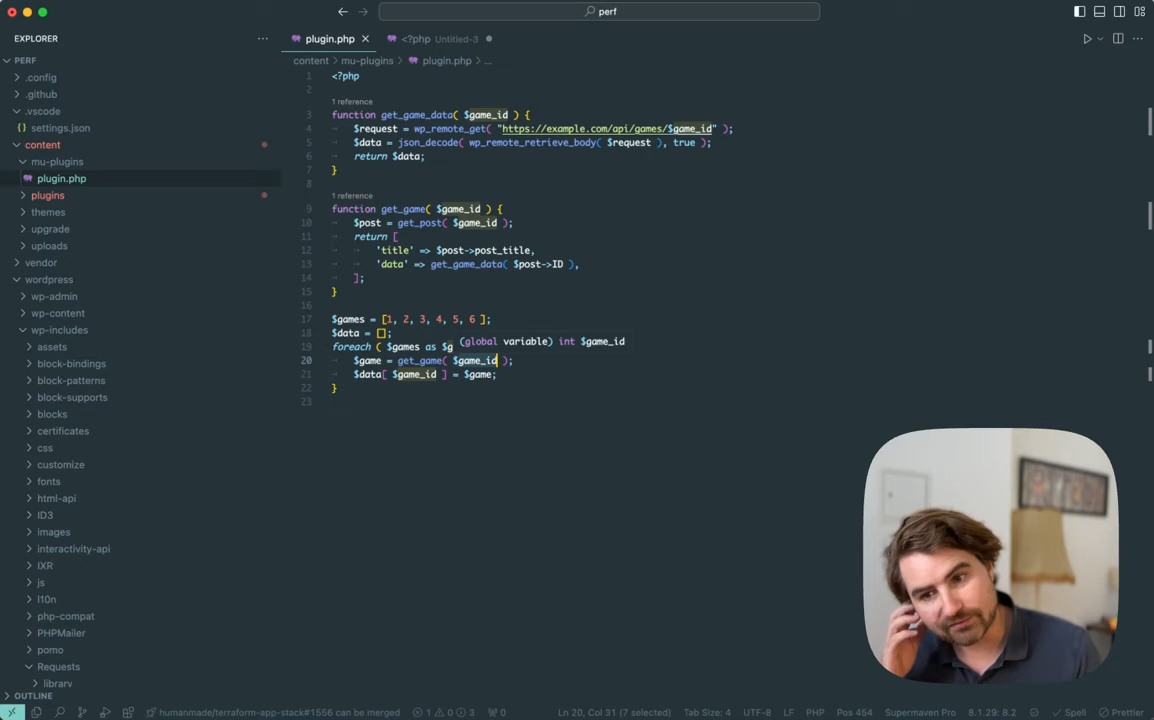 perf
EXPLORER
PERF
.config
.github
.vscode
settings.json
content
mu-plugins
plugin.php
plugins
themes
upgrade
uploads
vendor
wordpress
wp-admin
wp-content
wp-includes
assets
block-bindings
block-patterns
block-supports
blocks
certificates
css
customize
fonts
html-api
ID3
images
interactivity-api
IXR
js
l10n
php-compat
PHPMailer
pomo
Requests
library
OUTLINE
plugin.php <?php Untitled-3
content mu-plugins plugin.php ...
1 <?php
2
1 reference
3 function get_game_data( $game_id ) {
4 $request = wp_remote_get( "https://example.com/api/games/$game_id" );
5 $data = json_decode( wp_remote_retrieve_body( $request ), true );
6 return $data;
7 }
8
1 reference
9 function get_game( $game_id ) {
10 $post = get_post( $game_id );
11 return [
12 'title' => $post->post_title,
13 'data' => get_game_data( $post->ID ),
14 ];
15 }
16
17 $games = [1, 2, 3, 4, 5, 6 ];
18 $data = [];
(global variable) int $game_id
19 foreach ( $games as $g
20 $game = get_game( $game_id );
21 $data[ $game_id ] = $game;
22 }
23
humanmade/terraform-app-stack#1556 can be merged 1 0 3 0 Ln 20, Col 31 (7 selected) Tab Size: 4 UTF-8 LF PHP Pos 454 Supermaven Pro 8.1.29: 8.2 Spell Prettier